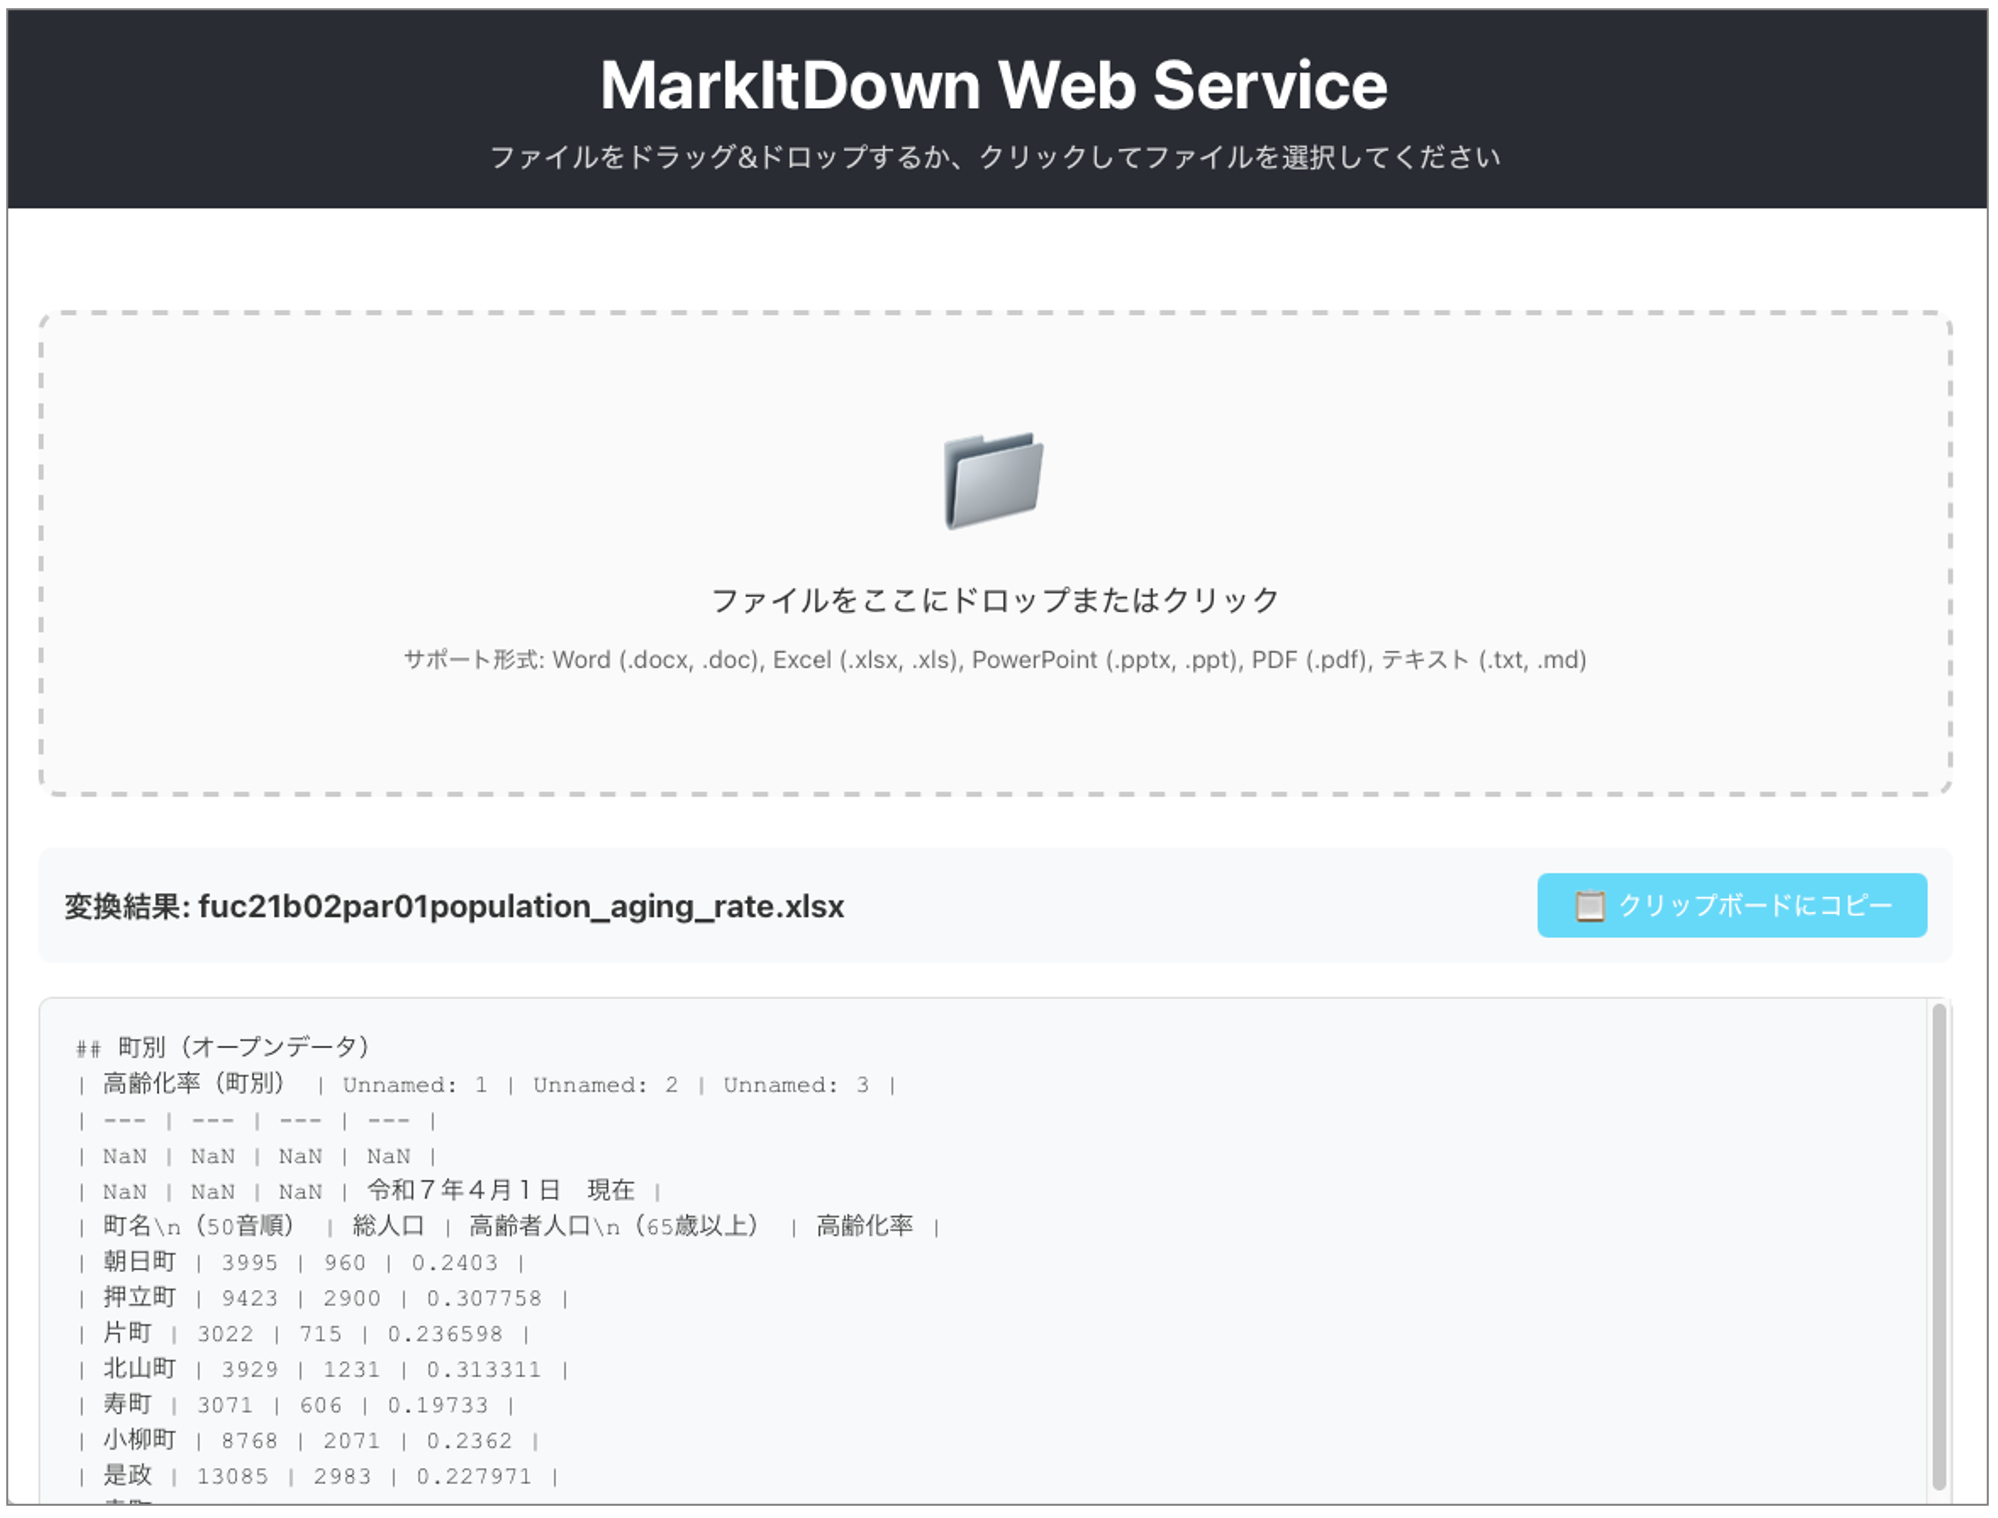 MarkItDown Web Service
ファイルをドラッグ&ドロップするか、クリックしてファイルを選択してください
ファイルをここにドロップまたはクリック
サポート形式: Word (.docx, .doc), Excel (.xlsx, .xls), PowerPoint (.pptx, .ppt), PDF (.pdf), テキスト (.txt, .md)
変換結果: fuc21b02par01population_aging_rate.xlsx
クリップボードにコピー
## 町別（オープンデータ）
| 高齢化率（町別） | Unnamed: 1 | Unnamed: 2 | Unnamed: 3 |
| --- | --- | --- | --- |
| NaN | NaN | NaN | NaN |
| NaN | NaN | NaN | 令和７年４月１日　現在 |
| 町名\n（50音順） | 総人口 | 高齢者人口\n（65歳以上） | 高齢化率 |
| 朝日町 | 3995 | 960 | 0.2403 |
| 押立町 | 9423 | 2900 | 0.307758 |
| 片町 | 3022 | 715 | 0.236598 |
| 北山町 | 3929 | 1231 | 0.313311 |
| 寿町 | 3071 | 606 | 0.19733 |
| 小柳町 | 8768 | 2071 | 0.2362 |
| 是政 | 13085 | 2983 | 0.227971 |